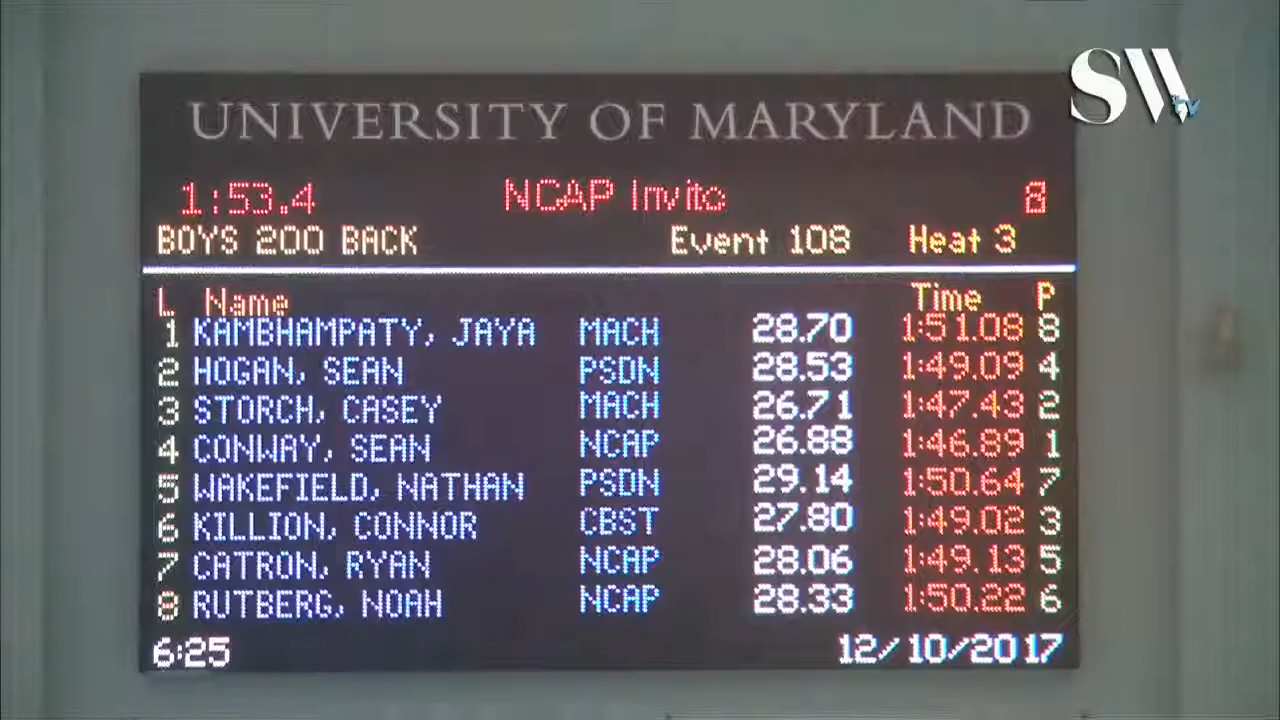 SW
TV
UNIVERSITY OF MARYLAND
1:53.4 NCAP Invite 8
BOYS 200 BACK Event 108 Heat 3
L Name Time P
1 KAMBHAMPATY, JAYA MACH 28.70 1:51.08 8
2 HOGAN, SEAN PSDN 28.53 1:49.09 4
3 STORCH, CASEY MACH 26.71 1:47.43 2
4 CONWAY, SEAN NCAP 26.88 1:46.89 1
5 WAKEFIELD, NATHAN PSDN 29.14 1:50.64 7
6 KILLION, CONNOR CBST 27.80 1:49.02 3
7 CATRON, RYAN NCAP 28.06 1:49.13 5
8 RUTBERG, NOAH NCAP 28.33 1:50.22 6
6:25 12/10/2017